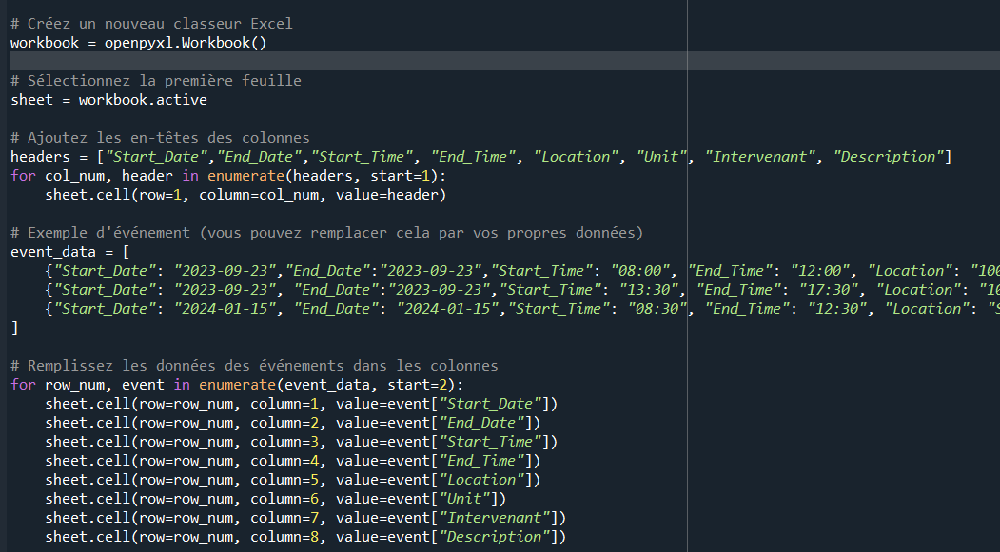 # Créez un nouveau classeur Excel
workbook = openpyxl.Workbook()
# Sélectionnez la première feuille
sheet = workbook.active
# Ajoutez les en-têtes des colonnes
headers = ["Start_Date","End_Date","Start_Time", "End_Time", "Location", "Unit", "Intervenant", "Description"]
for col_num, header in enumerate(headers, start=1):
    sheet.cell(row=1, column=col_num, value=header)
# Exemple d'événement (vous pouvez remplacer cela par vos propres données)
event_data = [
    {"Start_Date": "2023-09-23","End_Date":"2023-09-23","Start_Time": "08:00", "End_Time": "12:00", "Location": "100
    {"Start_Date": "2023-09-23", "End_Date":"2023-09-23","Start_Time": "13:30", "End_Time": "17:30", "Location": "10
    {"Start_Date": "2024-01-15", "End_Date": "2024-01-15","Start_Time": "08:30", "End_Time": "12:30", "Location": "S
]
# Remplissez les données des événements dans les colonnes
for row_num, event in enumerate(event_data, start=2):
    sheet.cell(row=row_num, column=1, value=event["Start_Date"])
    sheet.cell(row=row_num, column=2, value=event["End_Date"])
    sheet.cell(row=row_num, column=3, value=event["Start_Time"])
    sheet.cell(row=row_num, column=4, value=event["End_Time"])
    sheet.cell(row=row_num, column=5, value=event["Location"])
    sheet.cell(row=row_num, column=6, value=event["Unit"])
    sheet.cell(row=row_num, column=7, value=event["Intervenant"])
    sheet.cell(row=row_num, column=8, value=event["Description"])